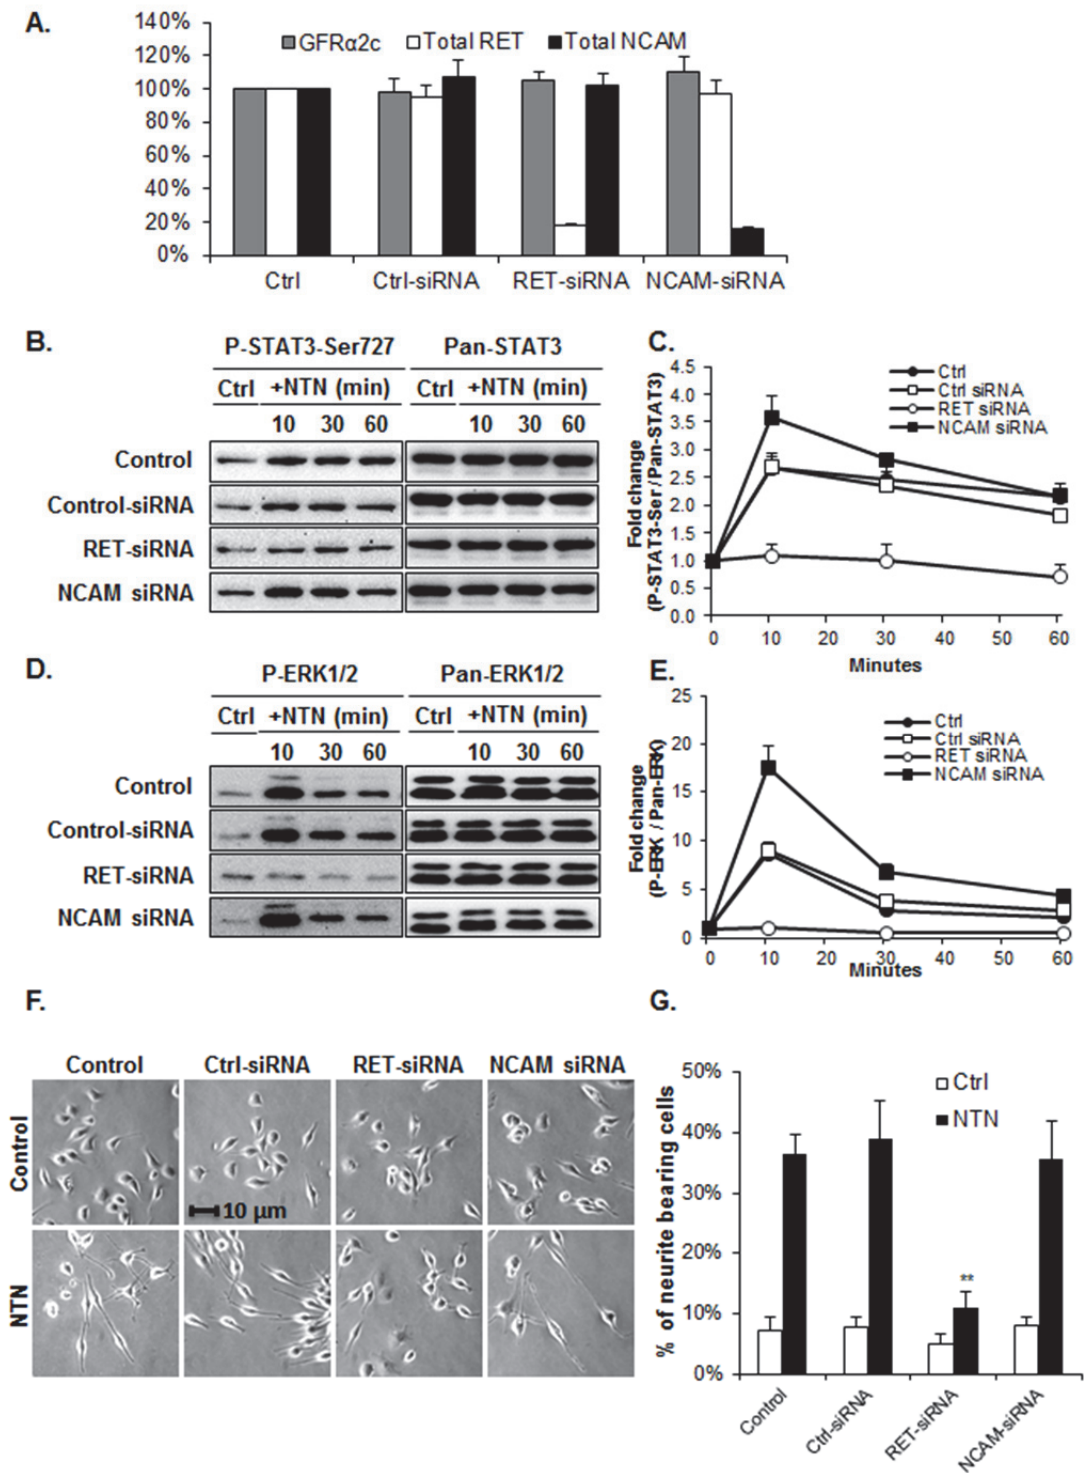 A.
140%
120%
100%
80%
60%
40%
20%
0%
GFRα2c Total RET Total NCAM
Ctrl Ctrl-siRNA RET-siRNA NCAM-siRNA
B.
P-STAT3-Ser727 Pan-STAT3
Ctrl +NTN (min) Ctrl +NTN (min)
10 30 60 10 30 60
Control
Control-siRNA
RET-siRNA
NCAM siRNA
C.
Fold change
(P-STAT3-Ser/Pan-STAT3)
4.5
4.0
3.5
3.0
2.5
2.0
1.5
1.0
0.5
0.0
Ctrl
Ctrl siRNA
RET siRNA
NCAM siRNA
0 10 20 30 40 50 60
Minutes
D.
P-ERK1/2 Pan-ERK1/2
Ctrl +NTN (min) Ctrl +NTN (min)
10 30 60 10 30 60
Control
Control-siRNA
RET-siRNA
NCAM siRNA
E.
Fold change
(P-ERK / Pan-ERK)
25
20
15
10
5
0
Ctrl
Ctrl siRNA
RET siRNA
NCAM siRNA
0 10 20 30 40 50 60
Minutes
F.
Control Ctrl-siRNA RET-siRNA NCAM siRNA
Control
10 µm
NTN
G.
% of neurite bearing cells
50%
40%
30%
20%
10%
0%
Ctrl
NTN
**
Control Ctrl-siRNA RET-siRNA NCAM-siRNA